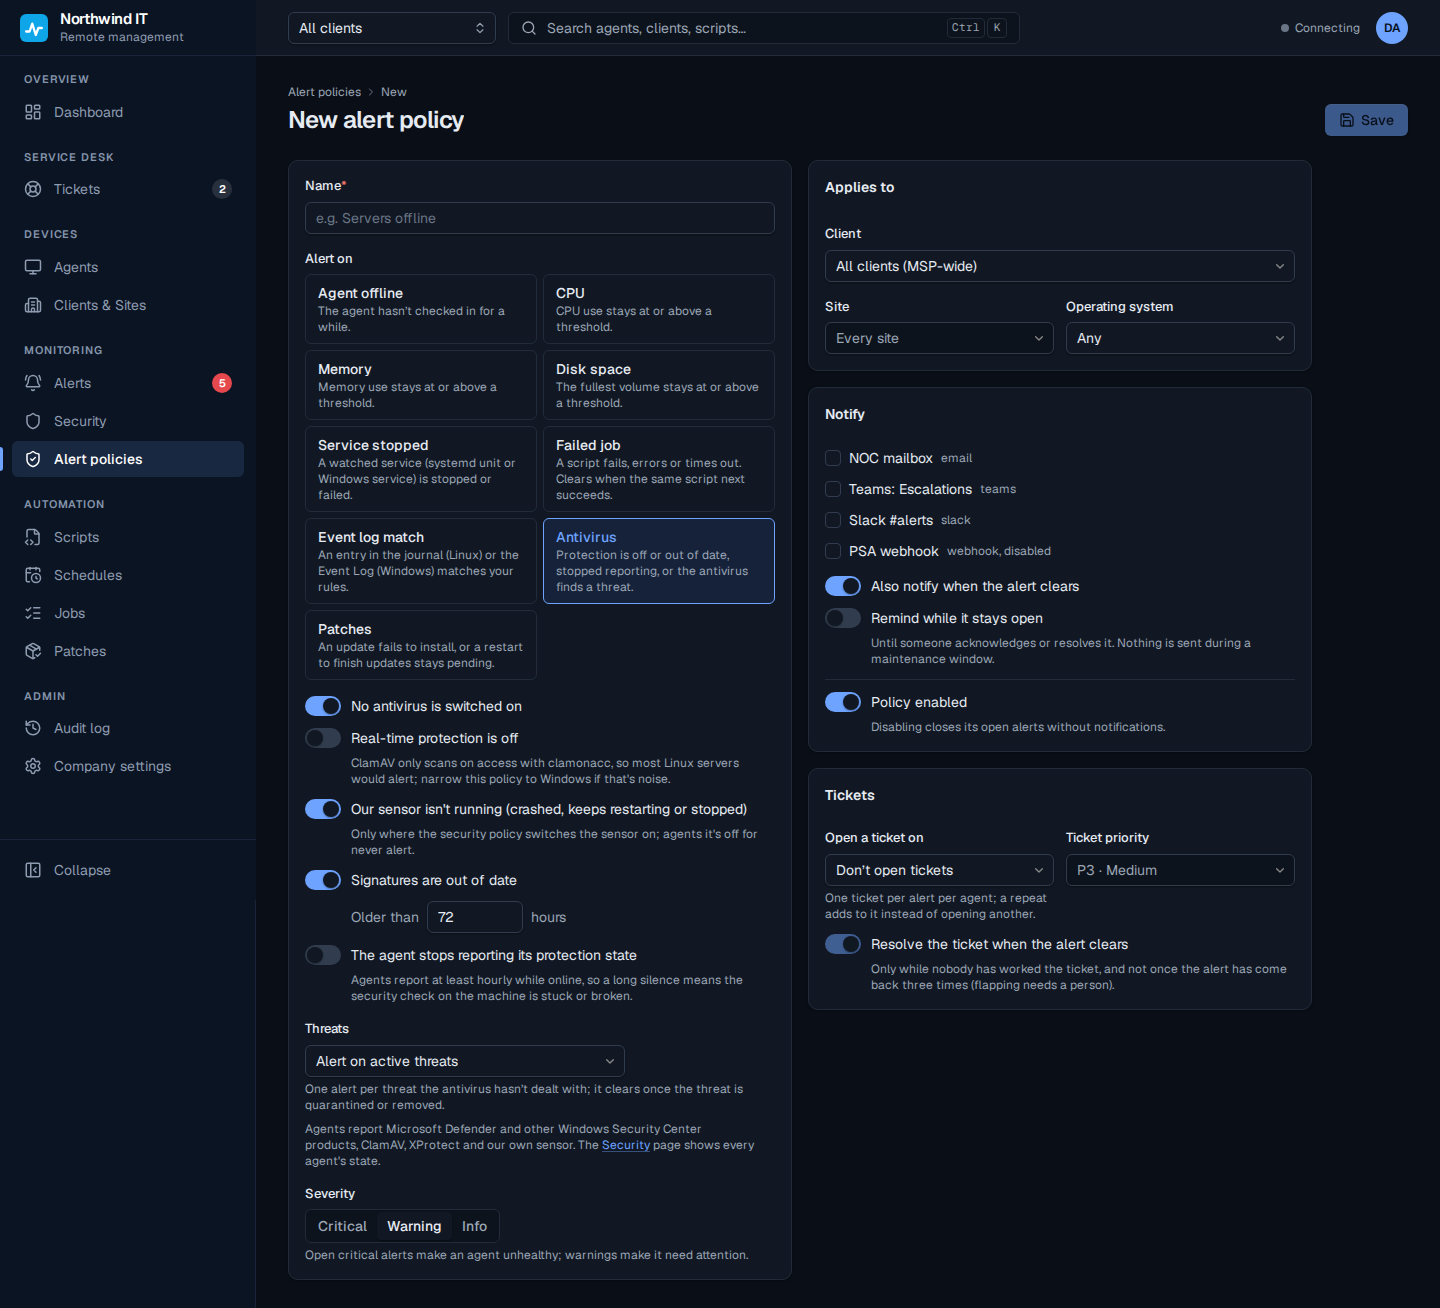 Northwind IT
Remote management
All clients
Search agents, clients, scripts...
Ctrl K
Connecting
DA
OVERVIEW
Dashboard
SERVICE DESK
Tickets 2
DEVICES
Agents
Clients & Sites
MONITORING
Alerts 5
Security
Alert policies
AUTOMATION
Scripts
Schedules
Jobs
Patches
ADMIN
Audit log
Company settings
Collapse
Alert policies > New
New alert policy
Save
Name*
e.g. Servers offline
Alert on
Agent offline
The agent hasn't checked in for a
while.
CPU
CPU use stays at or above a
threshold.
Memory
Memory use stays at or above a
threshold.
Disk space
The fullest volume stays at or above
a threshold.
Service stopped
A watched service (systemd unit or
Windows service) is stopped or
failed.
Failed job
A script fails, errors or times out.
Clears when the same script next
succeeds.
Event log match
An entry in the journal (Linux) or the
Event Log (Windows) matches your
rules.
Antivirus
Protection is off or out of date,
stopped reporting, or the antivirus
finds a threat.
Patches
An update fails to install, or a restart
to finish updates stays pending.
No antivirus is switched on
Real-time protection is off
ClamAV only scans on access with clamonacc, so most Linux servers
would alert; narrow this policy to Windows if that's noise.
Our sensor isn't running (crashed, keeps restarting or stopped)
Only where the security policy switches the sensor on; agents it's off for
never alert.
Signatures are out of date
Older than 72 hours
The agent stops reporting its protection state
Agents report at least hourly while online, so a long silence means the
security check on the machine is stuck or broken.
Threats
Alert on active threats
One alert per threat the antivirus hasn't dealt with; it clears once the threat is
quarantined or removed.
Agents report Microsoft Defender and other Windows Security Center
products, ClamAV, XProtect and our own sensor. The Security page shows every
agent's state.
Severity
Critical Warning Info
Open critical alerts make an agent unhealthy; warnings make it need attention.
Applies to
Client
All clients (MSP-wide)
Site
Every site
Operating system
Any
Notify
NOC mailbox email
Teams: Escalations teams
Slack #alerts slack
PSA webhook webhook, disabled
Also notify when the alert clears
Remind while it stays open
Until someone acknowledges or resolves it. Nothing is sent during a
maintenance window.
Policy enabled
Disabling closes its open alerts without notifications.
Tickets
Open a ticket on
Don't open tickets
One ticket per alert per agent; a repeat
adds to it instead of opening another.
Ticket priority
P3 · Medium
Resolve the ticket when the alert clears
Only while nobody has worked the ticket, and not once the alert has come
back three times (flapping needs a person).